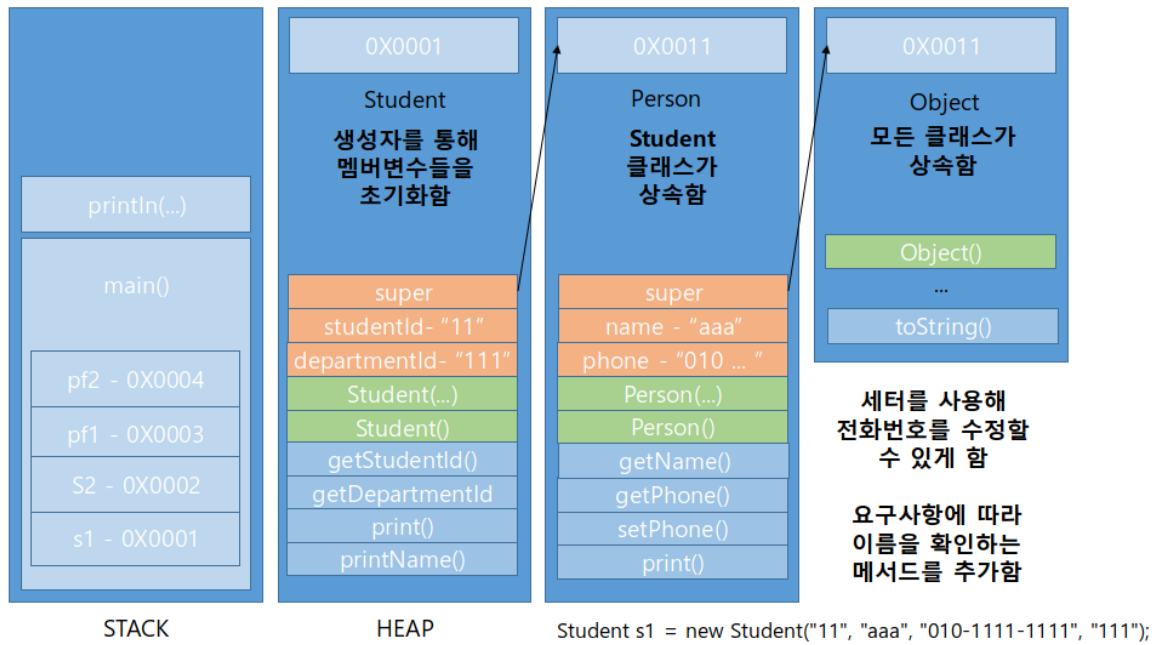 println(...)
main()
pf2 - 0X0004
pf1 - 0X0003
S2 - 0X0002
s1 - 0X0001
STACK
0X0001
Student
생성자를 통해
멤버변수들을
초기화함
super
studentId- “11”
departmentId- “111”
Student(...)
Student()
getStudentId()
getDepartmentId
print()
printName()
HEAP
0X0011
Person
Student
클래스가
상속함
super
name - “aaa”
phone - “010 ... ”
Person(...)
Person()
getName()
getPhone()
setPhone()
print()
0X0011
Object
모든 클래스가
상속함
Object()
...
toString()
세터를 사용해
전화번호를 수정할
수 있게 함
요구사항에 따라
이름을 확인하는
메서드를 추가함
Student s1 = new Student("11", "aaa", "010-1111-1111", "111");